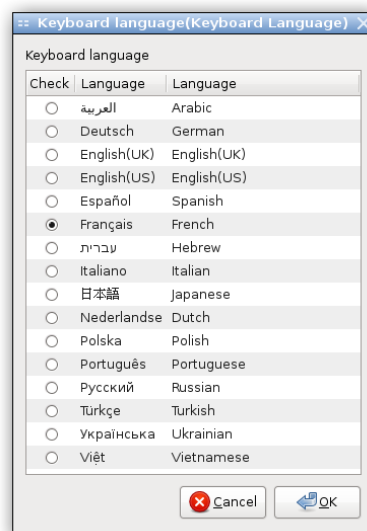 Keyboard language(Keyboard Language)
Keyboard language
Check Language Language
العربية Arabic
Deutsch German
English(UK) English(UK)
English(US) English(US)
Español Spanish
Français French
עברית Hebrew
Italiano Italian
日本語 Japanese
Nederlandse Dutch
Polska Polish
Português Portuguese
Русский Russian
Türkçe Turkish
Українська Ukrainian
Việt Vietnamese
Cancel OK